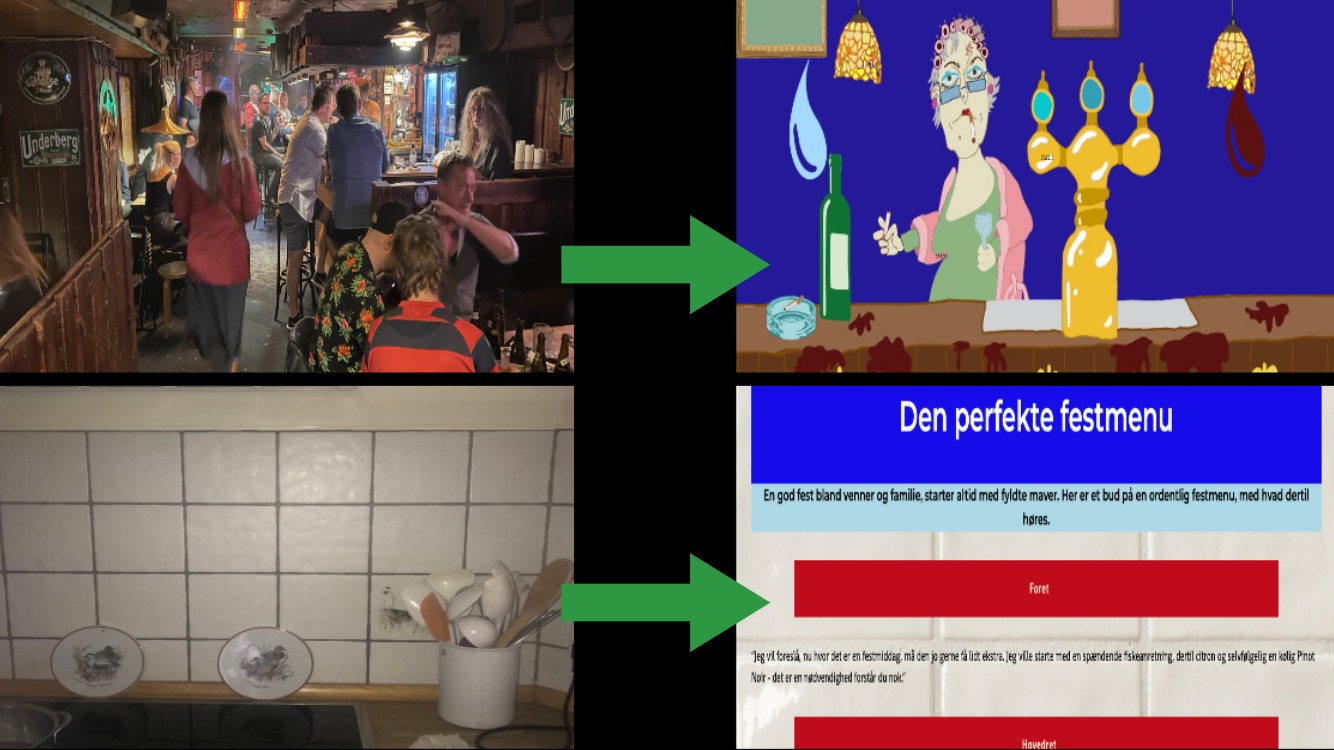 Underberg
Den perfekte festmenu
En god fest bland venner og familie, starter altid med fyldte maver. Her er et bud på en ordentlig festmenu, med hvad dertil
høres.
Foret
"Jeg vil foreslå, nu hvor det er en festmiddag, må den jo gerne få lidt ekstra. Jeg ville starte med en spændende fiskeanretning, dertil citron og selvfølgelig en kølig Pinot
Noir - det er en nødvendighed forstår du nok."
Hovedret